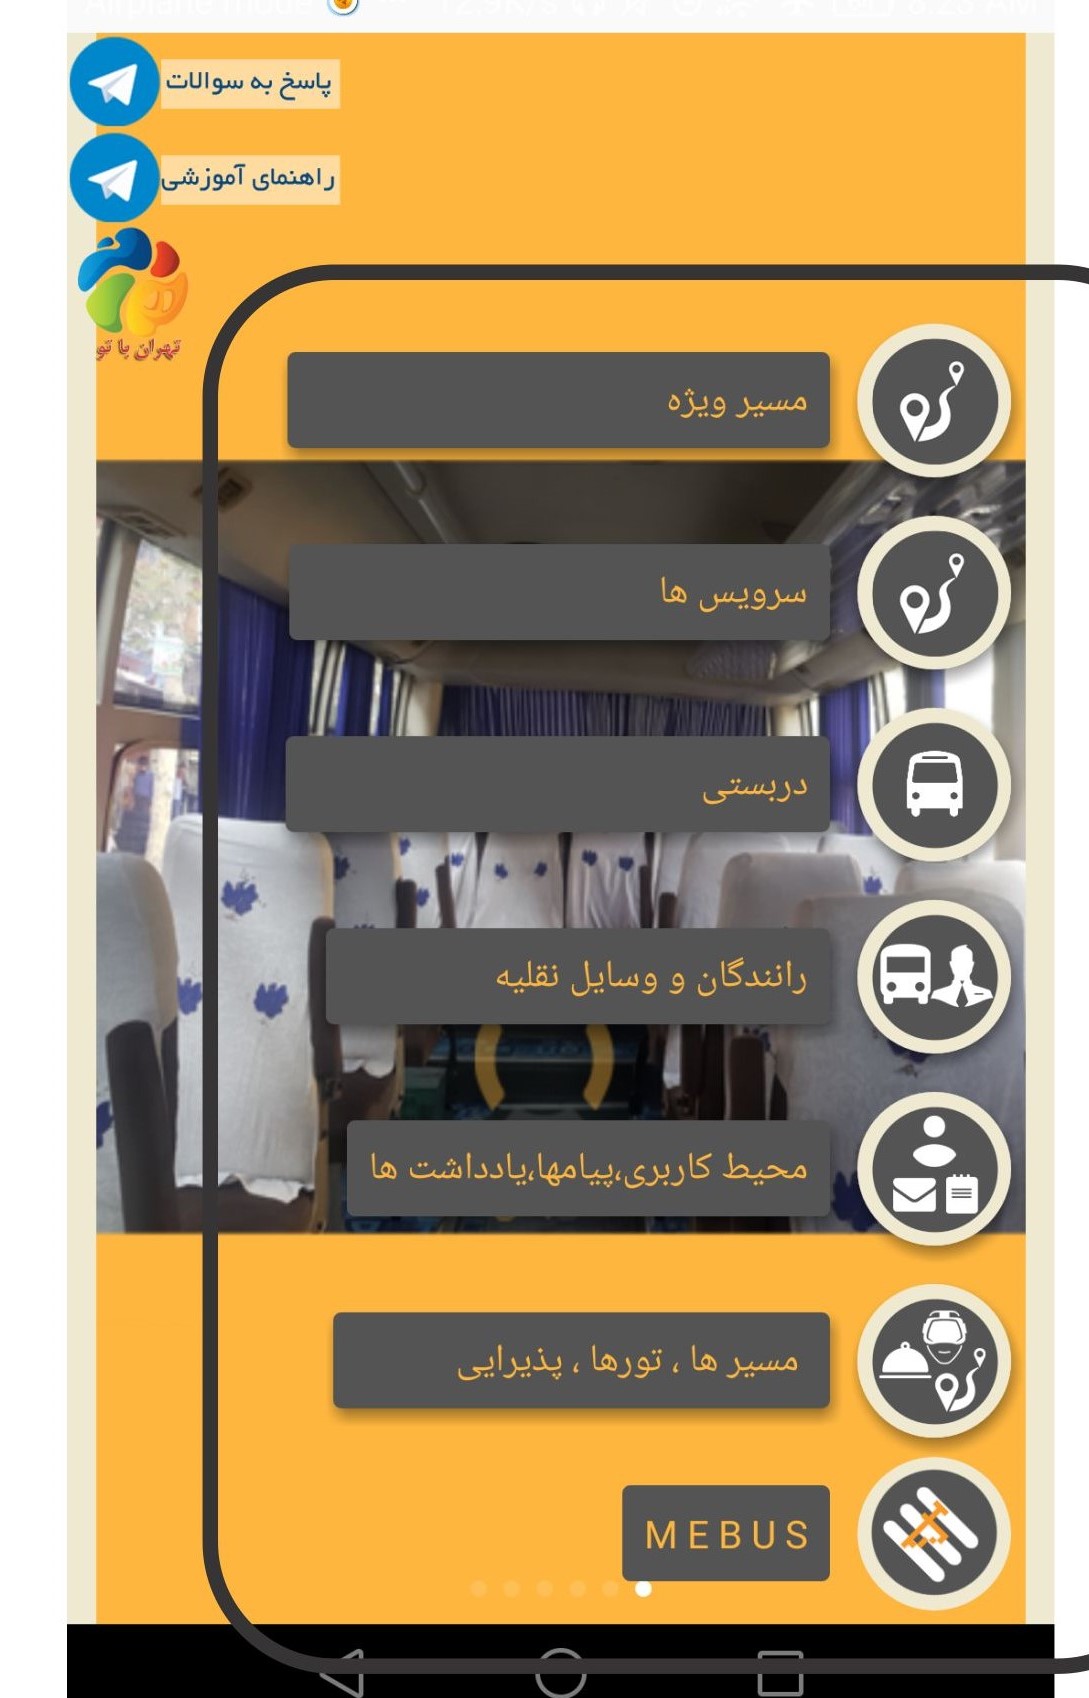 پاسخ به سوالات
راهنمای آموزشی
تهران با تو
مسیر ویژه
سرویس ها
دربستی
رانندگان و وسایل نقلیه
محیط کاربری،پیامها،یادداشت ها
مسیر ها ، تورها ، پذیرایی
MEBUS